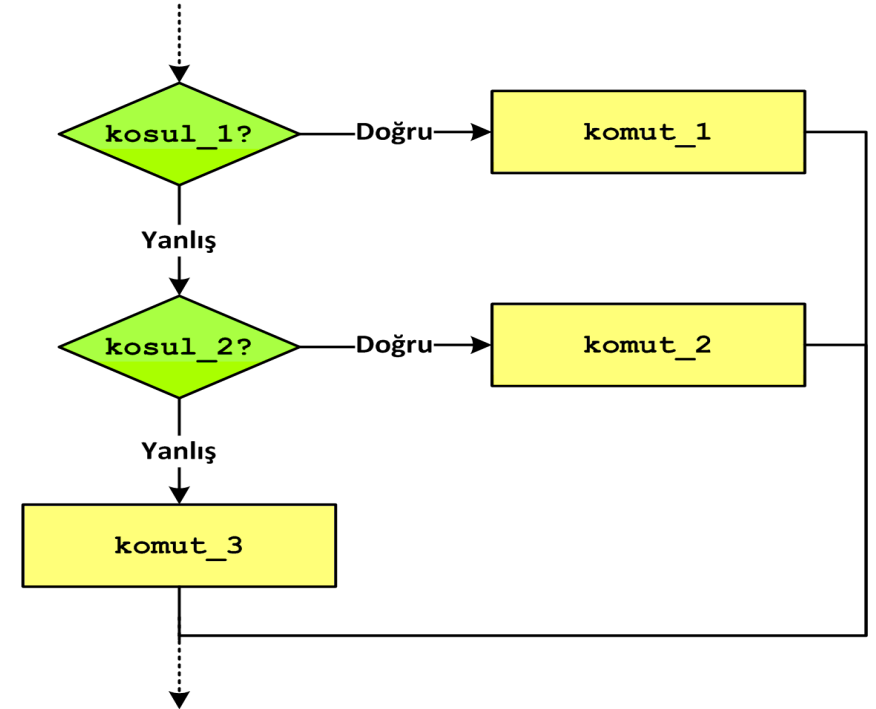 kosul_1?
Doğru
komut_1
Yanlış
kosul_2?
Doğru
komut_2
Yanlış
komut_3